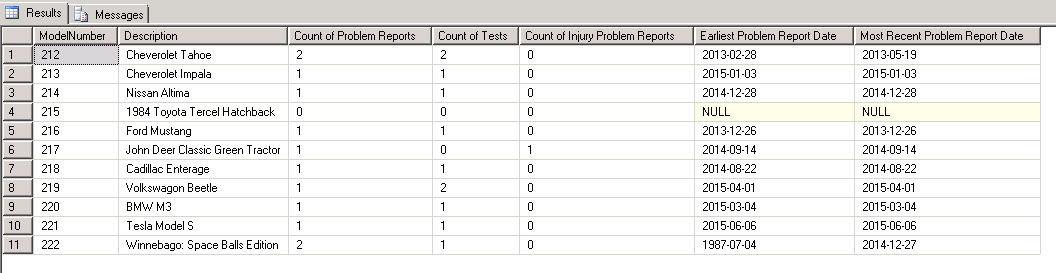 Results Messages
ModelNumber Description Count of Problem Reports Count of Tests Count of Injury Problem Reports Earliest Problem Report Date Most Recent Problem Report Date
1 212 Cheverolet Tahoe 2 2 0 2013-02-28 2013-05-19
2 213 Cheverolet Impala 1 1 0 2015-01-03 2015-01-03
3 214 Nissan Altima 1 1 0 2014-12-28 2014-12-28
4 215 1984 Toyota Tercel Hatchback 0 0 0 NULL NULL
5 216 Ford Mustang 1 1 0 2013-12-26 2013-12-26
6 217 John Deer Classic Green Tractor 1 0 1 2014-09-14 2014-09-14
7 218 Cadillac Enterage 1 1 0 2014-08-22 2014-08-22
8 219 Volkswagon Beetle 1 2 0 2015-04-01 2015-04-01
9 220 BMW M3 1 1 0 2015-03-04 2015-03-04
10 221 Tesla Model S 1 1 0 2015-06-06 2015-06-06
11 222 Winnebago: Space Balls Edition 2 1 0 1987-07-04 2014-12-27